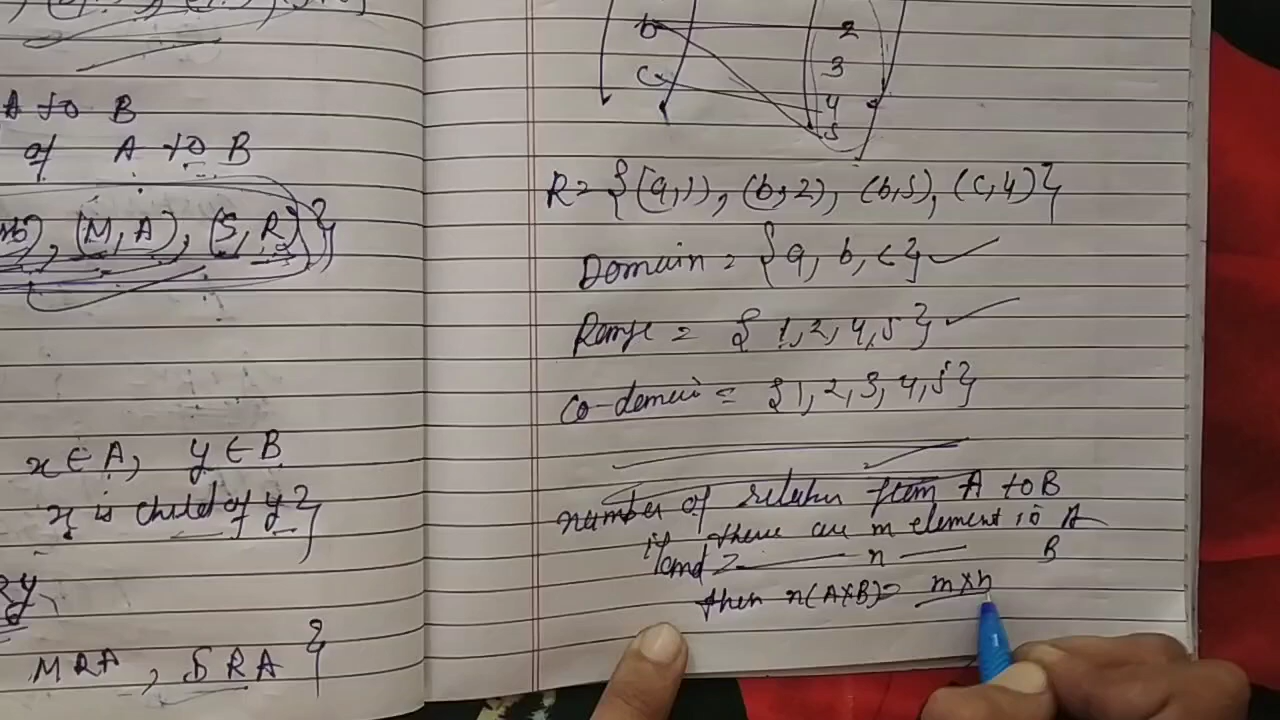 A to B
of A to B
, (M, A), (S, R)}
x ∈ A, y ∈ B
x is child of y}
Ry,
MRA, SRA }
b 2
c 3
4
5
R = {(a,1), (b,2), (b,5), (c,4)}
Domain = {a, b, c}
Range = {1,2,4,5}
Co-domain = {1,2,3,4,5}
number of relation from A to B
if there are m element in A
and n B
then n(A×B) = m×n